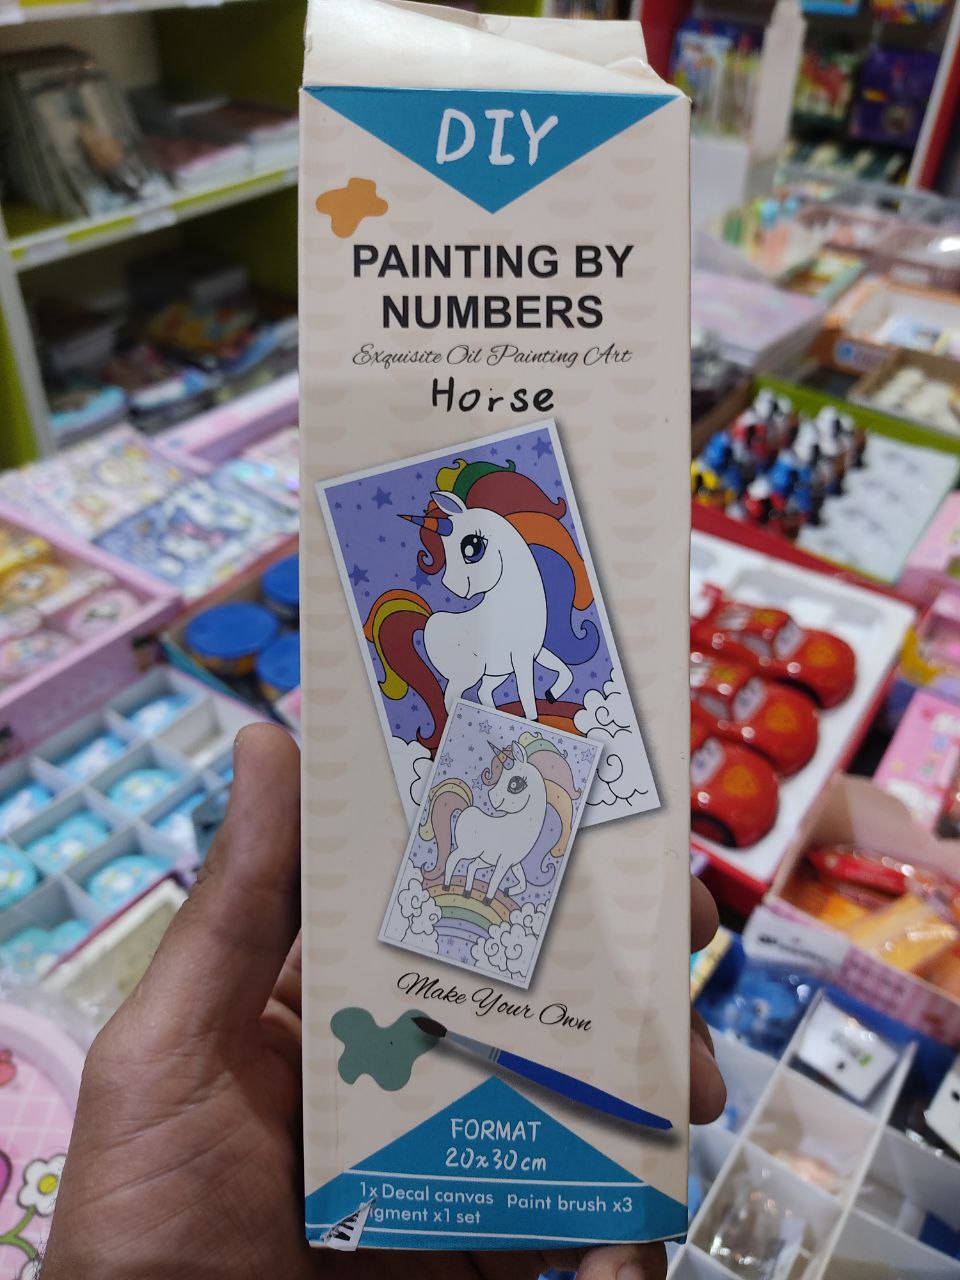 DIY
PAINTING BY
NUMBERS
Exquisite Oil Painting Art
Horse
Make Your Own
FORMAT
20x30cm
1x Decal canvas Paint brush x3
igment x1 set